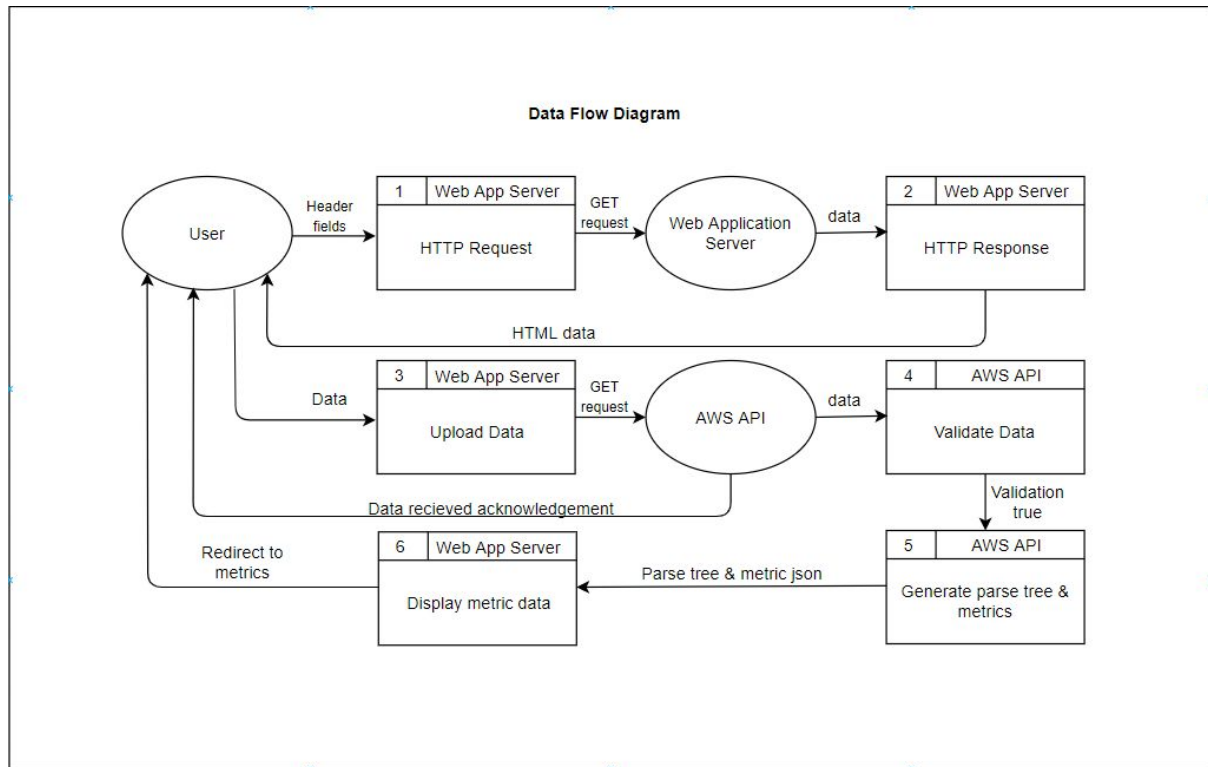 Data Flow Diagram
User
Header
fields
1
Web App Server
HTTP Request
GET
request
Web Application
Server
data
2
Web App Server
HTTP Response
HTML data
Data
3
Web App Server
Upload Data
GET
request
AWS API
data
4
AWS API
Validate Data
Data recieved acknowledgement
Validation
true
Redirect to
metrics
6
Web App Server
Display metric data
Parse tree & metric json
5
AWS API
Generate parse tree &
metrics